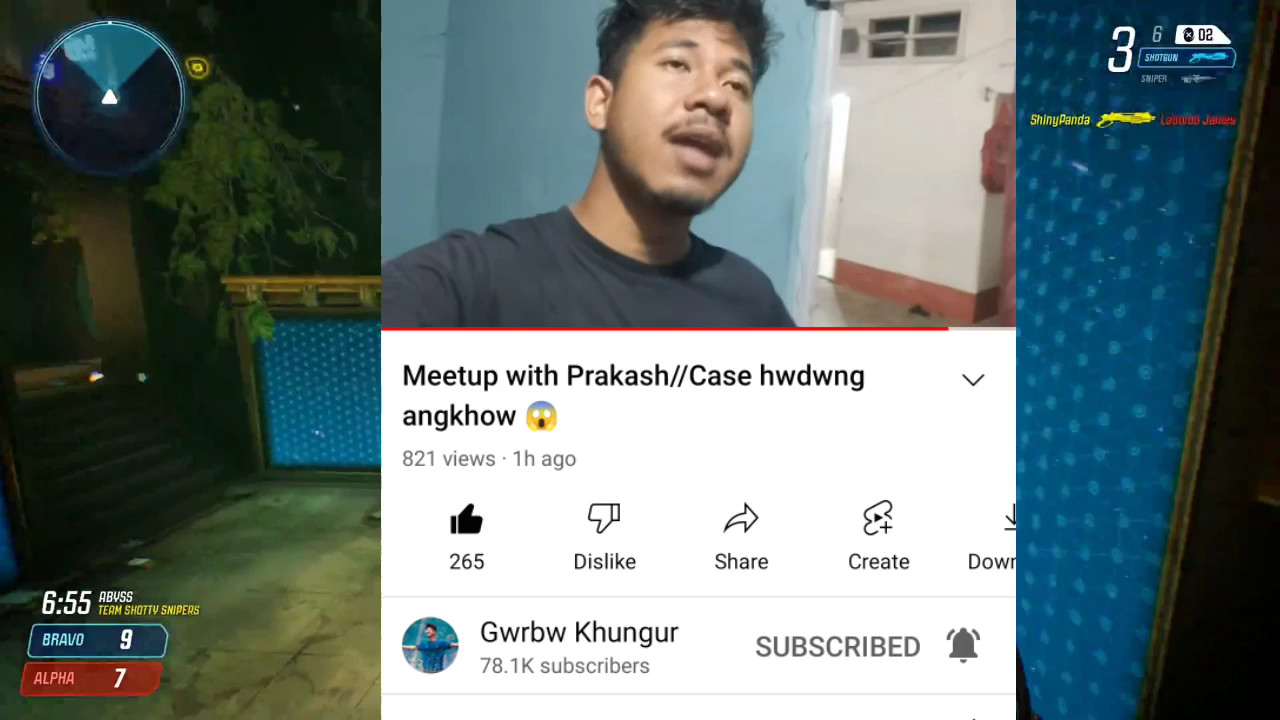 3 6 02
SHOTGUN
SNIPER
ShinyPanda
Meetup with Prakash//Case hwdwng
angkhow 😱
821 views · 1h ago
265 Dislike Share Create
6:55 ABYSS
TEAM SHOTTY SNIPERS
BRAVO 9
ALPHA 7
Gwrbw Khungur
78.1K subscribers
SUBSCRIBED